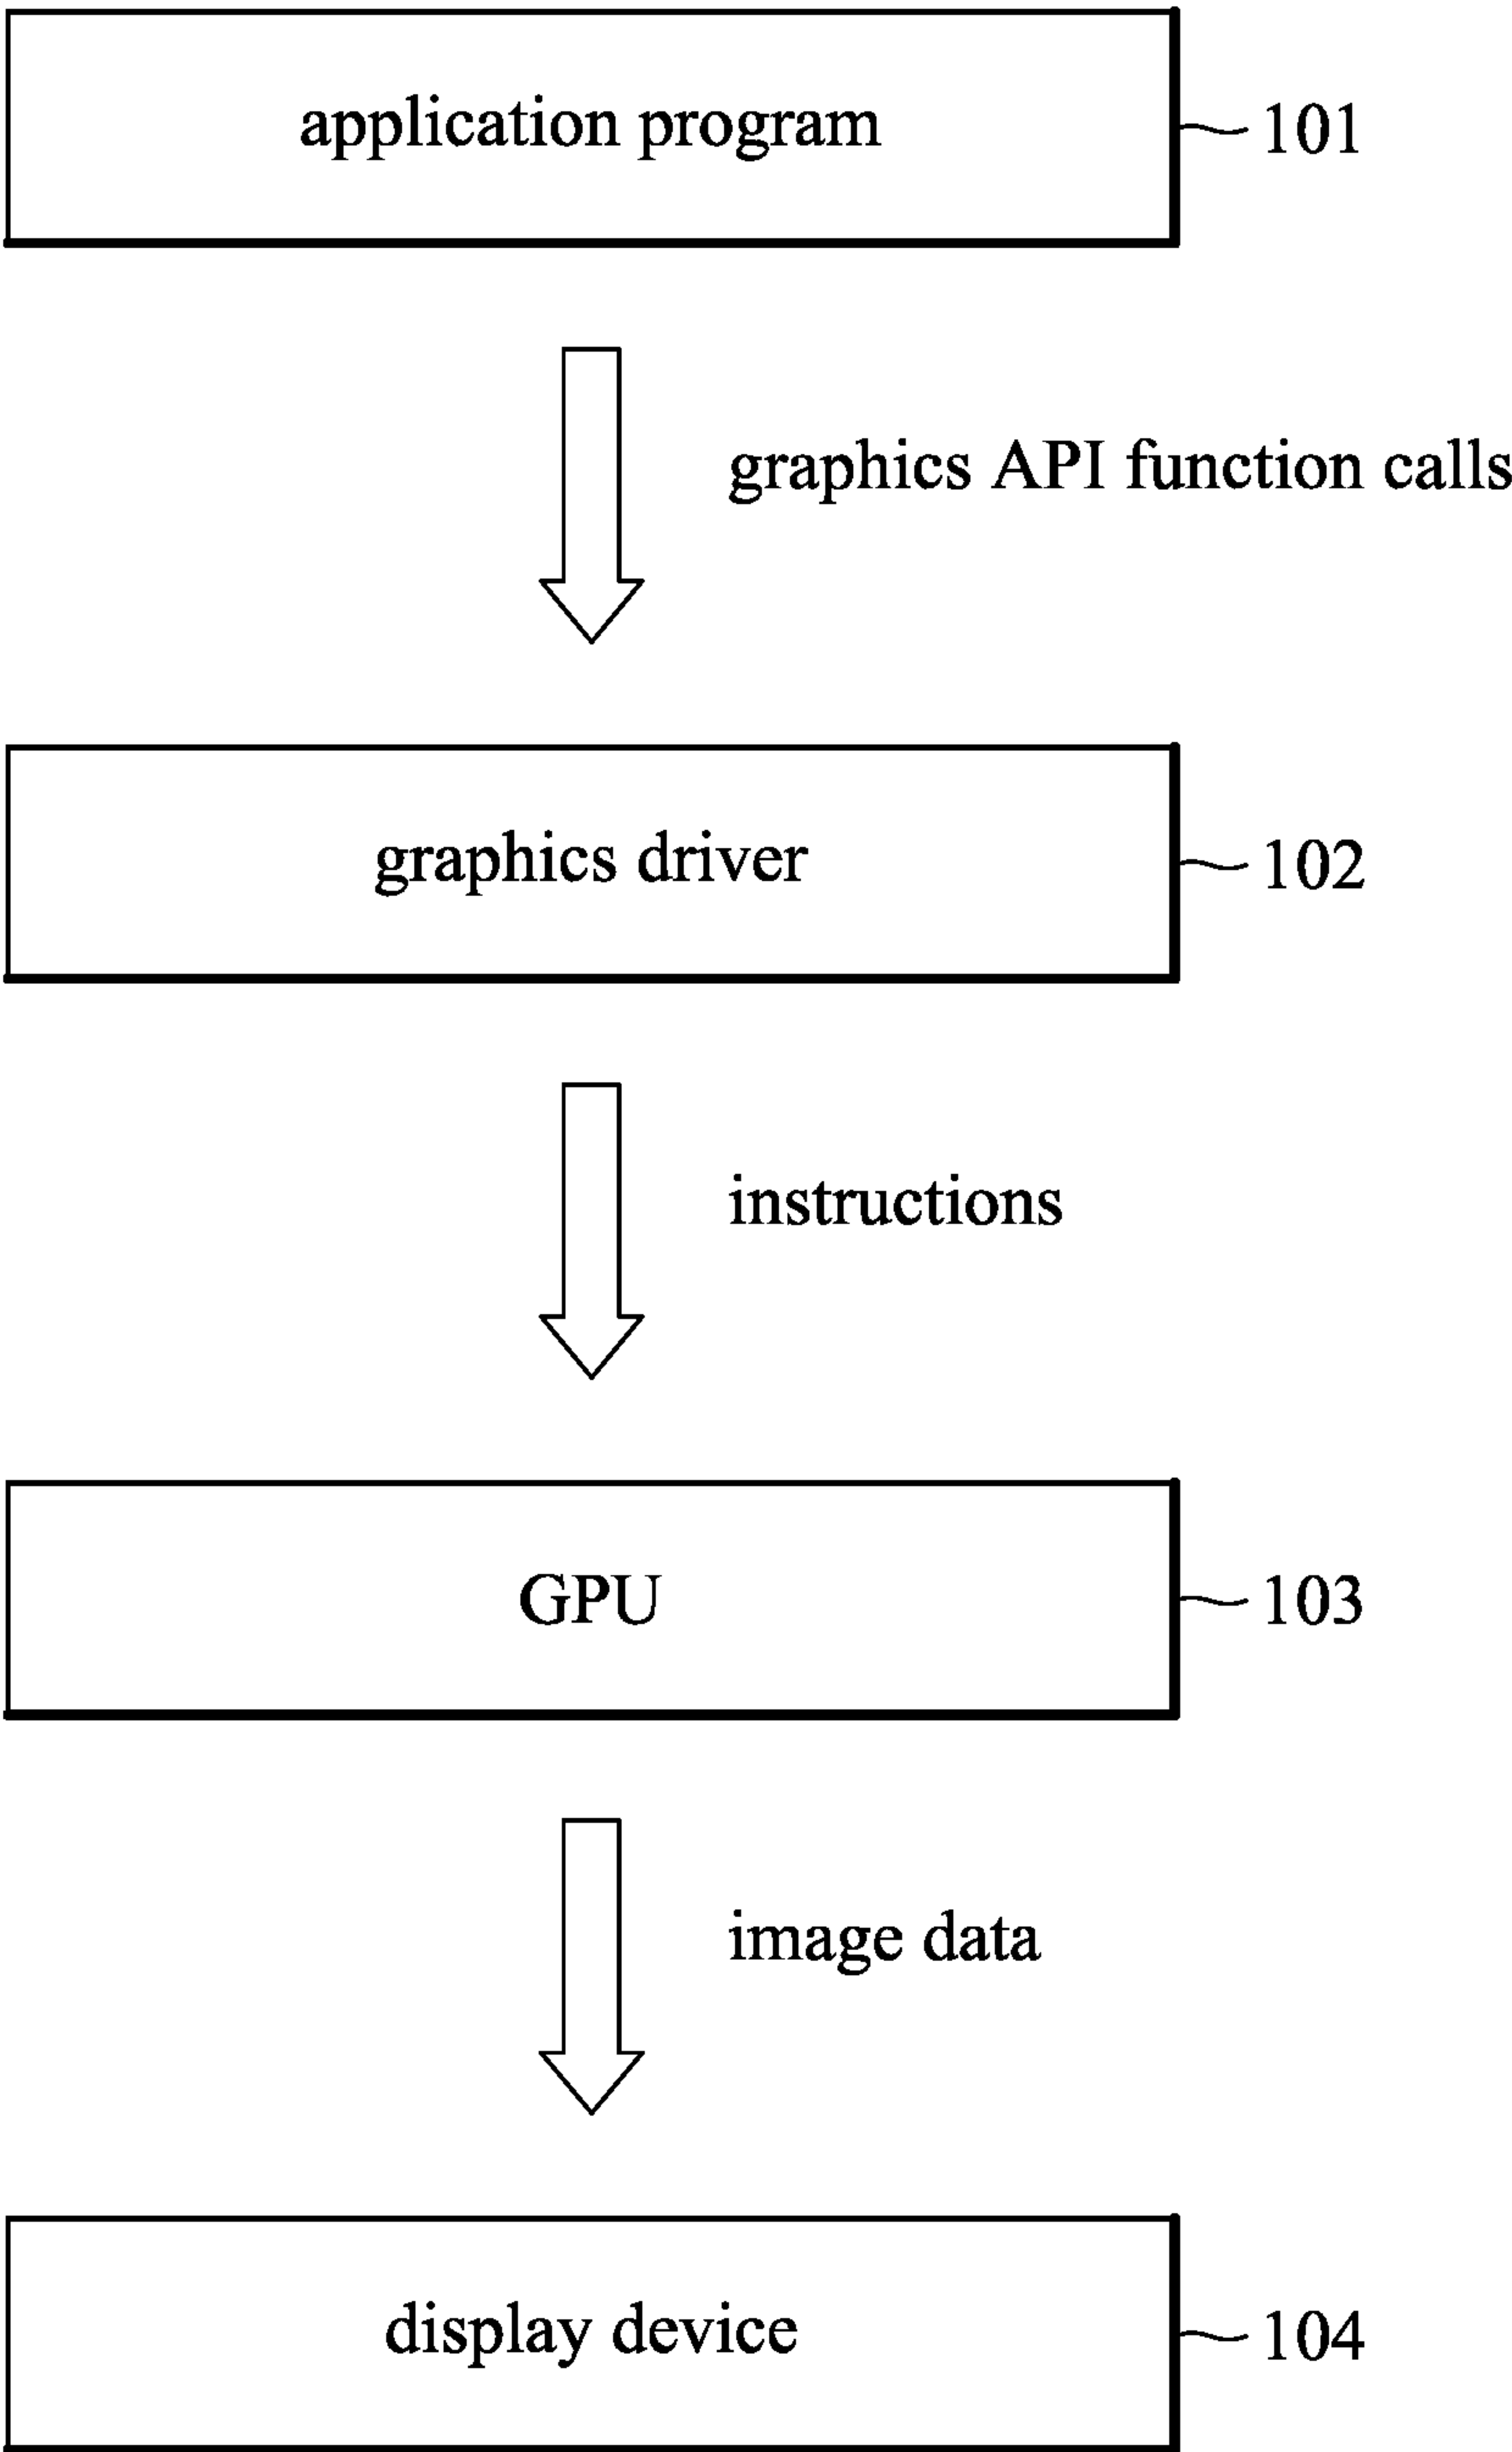 application program
101
graphics API function calls
graphics driver
102
instructions
GPU
103
image data
display device
104